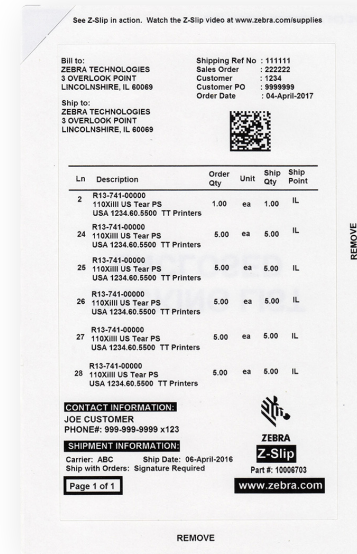 See Z-Slip in action. Watch the Z-Slip video at www.zebra.com/supplies
Bill to:
ZEBRA TECHNOLOGIES
3 OVERLOOK POINT
LINCOLNSHIRE, IL 60069
Ship to:
ZEBRA TECHNOLOGIES
3 OVERLOOK POINT
LINCOLNSHIRE, IL 60069
Shipping Ref No : 111111
Sales Order : 222222
Customer : 1234
Customer PO : 9999999
Order Date : 04-April-2017
Ln Description Order Qty Unit Ship Qty Ship Point
2 R13-741-00000 1.00 ea 1.00 IL
110XiIII US Tear PS
USA 1234.60.5500 TT Printers
24 R13-741-00000 5.00 ea 5.00 IL
110XiIII US Tear PS
USA 1234.60.5500 TT Printers
25 R13-741-00000 5.00 ea 5.00 IL
110XiIII US Tear PS
USA 1234.60.5500 TT Printers
26 R13-741-00000 5.00 ea 5.00 IL
110XiIII US Tear PS
USA 1234.60.5500 TT Printers
27 R13-741-00000 5.00 ea 5.00 IL
110XiIII US Tear PS
USA 1234.60.5500 TT Printers
28 R13-741-00000 5.00 ea 5.00 IL
110XiIII US Tear PS
USA 1234.60.5500 TT Printers
CONTACT INFORMATION:
JOE CUSTOMER
PHONE#: 999-999-9999 x123
SHIPMENT INFORMATION:
Carrier: ABC Ship Date: 06-April-2016
Ship with Orders: Signature Required
Page 1 of 1
ZEBRA
Z-Slip
Part #: 10006703
www.zebra.com
REMOVE
REMOVE